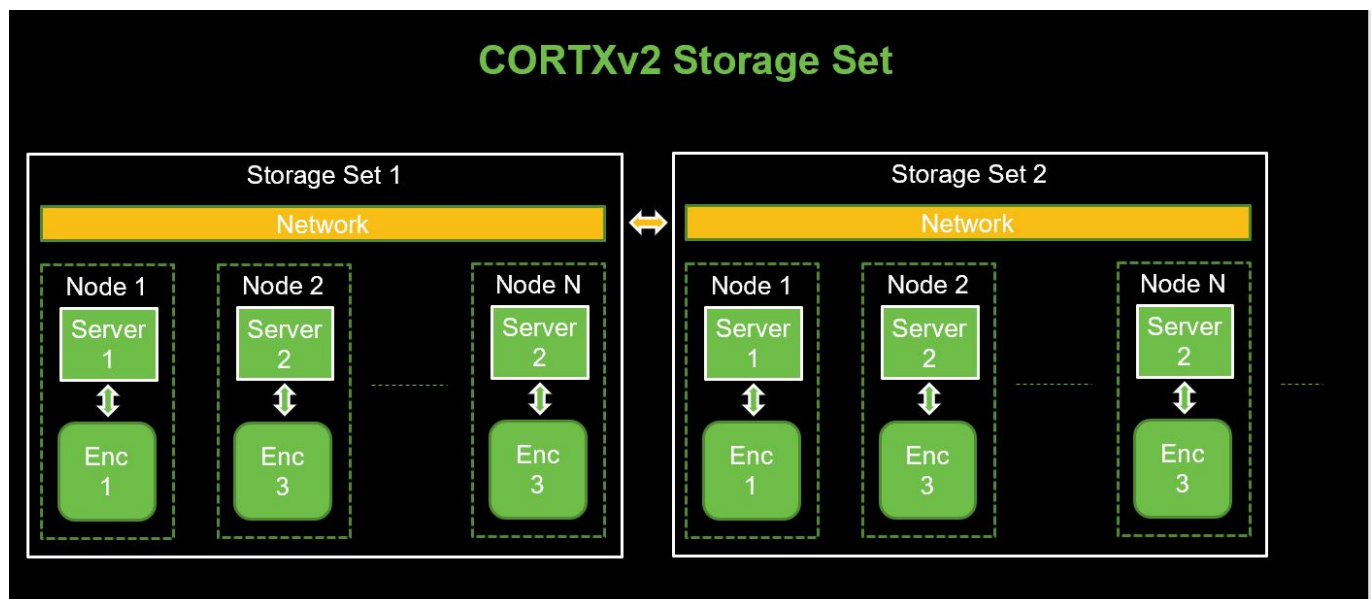 CORTXv2 Storage Set
Storage Set 1
Network
Node 1
Server
1
Enc
1
Node 2
Server
2
Enc
3
Node N
Server
2
Enc
3
Storage Set 2
Network
Node 1
Server
1
Enc
1
Node 2
Server
2
Enc
3
Node N
Server
2
Enc
3